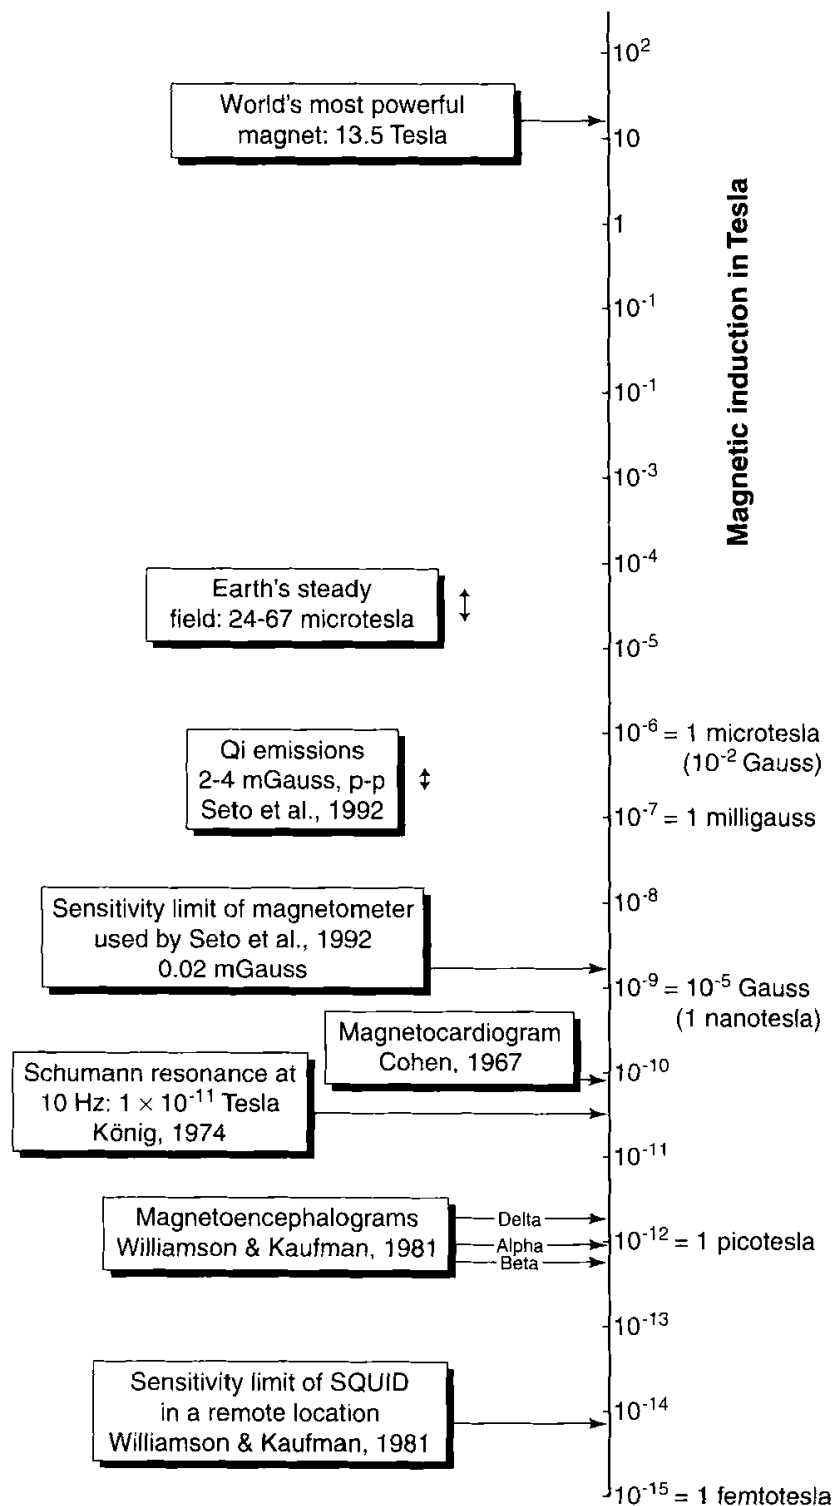 10²
World's most powerful
magnet: 13.5 Tesla
10
1
10⁻¹
10⁻¹
10⁻³
Magnetic induction in Tesla
10⁻⁴
Earth's steady
field: 24-67 microtesla
10⁻⁵
10⁻⁶ = 1 microtesla
(10⁻² Gauss)
Qi emissions
2-4 mGauss, p-p
Seto et al., 1992
10⁻⁷ = 1 milligauss
10⁻⁸
Sensitivity limit of magnetometer
used by Seto et al., 1992
0.02 mGauss
10⁻⁹ = 10⁻⁵ Gauss
(1 nanotesla)
Magnetocardiogram
Cohen, 1967
10⁻¹⁰
Schumann resonance at
10 Hz: 1 × 10⁻¹¹ Tesla
König, 1974
10⁻¹¹
Magnetoencephalograms
Williamson & Kaufman, 1981
Delta
Alpha
Beta
10⁻¹² = 1 picotesla
10⁻¹³
Sensitivity limit of SQUID
in a remote location
Williamson & Kaufman, 1981
10⁻¹⁴
10⁻¹⁵ = 1 femtotesla